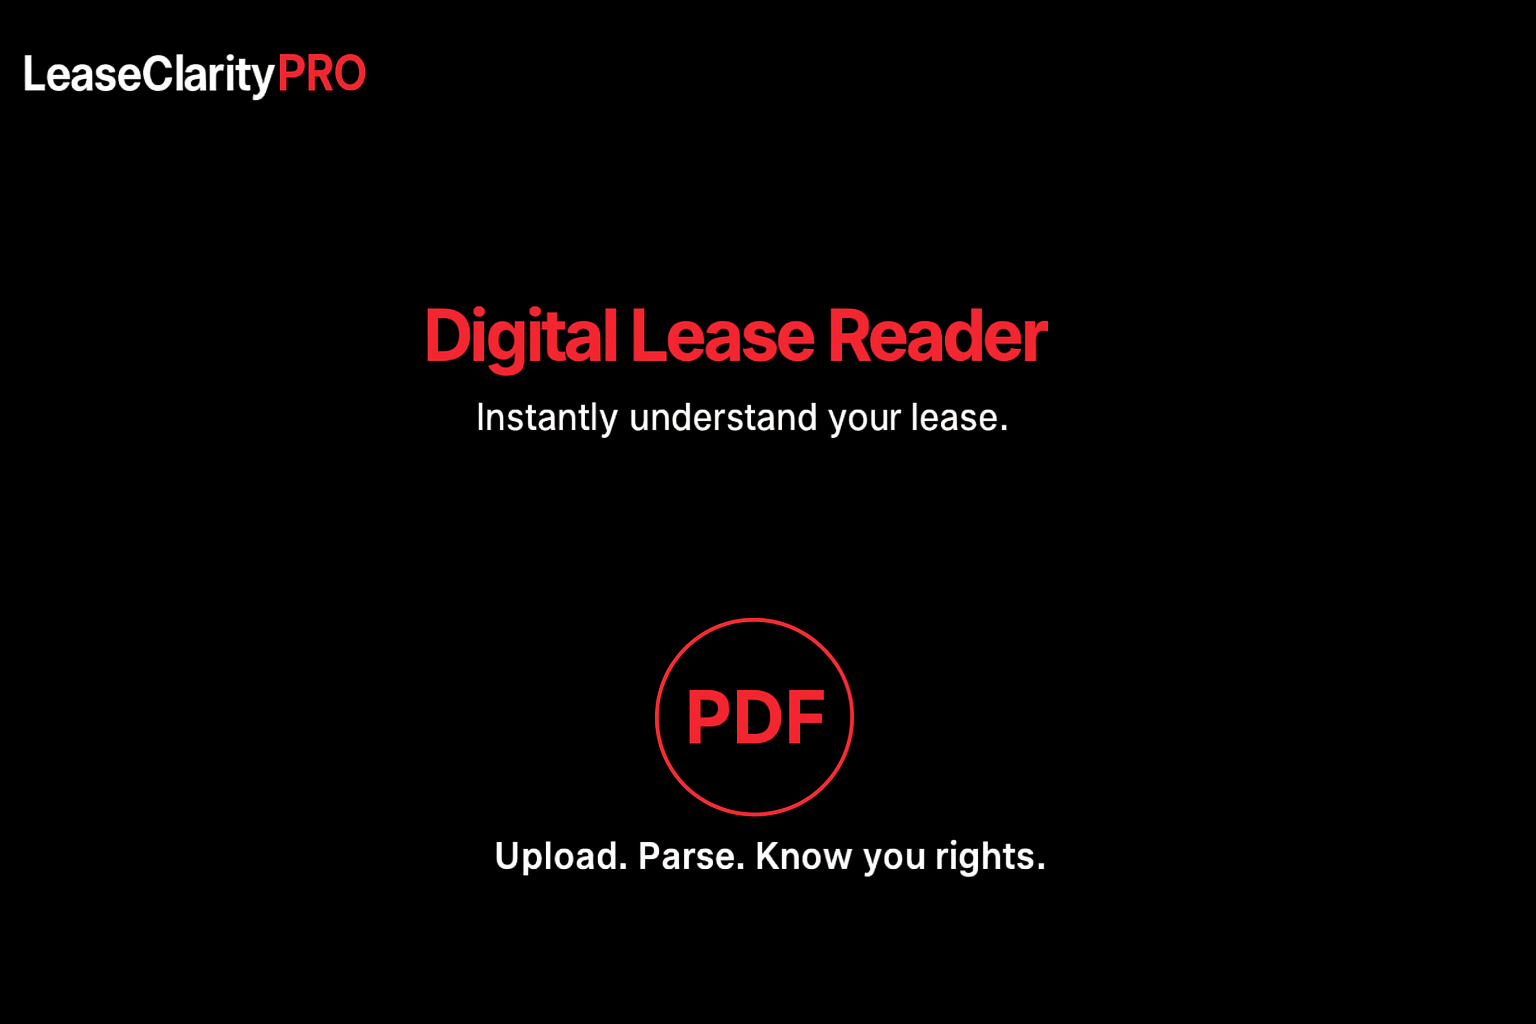 LeaseClarityPRO
Digital Lease Reader
Instantly understand your lease.
PDF
Upload. Parse. Know you rights.